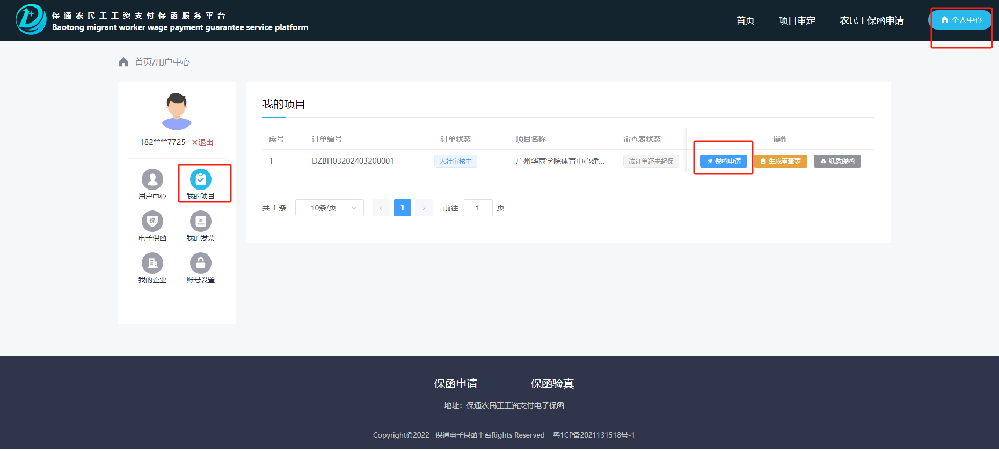 保通农民工工资支付保函服务平台
Baotong migrant worker wage payment guarantee service platform
首页
项目审定
农民工保函申请
个人中心
首页/用户中心
182****7725 ×退出
用户中心
我的项目
保
电子保函
¥
我的发票
我的企业
账号设置
我的项目
序号 订单编号 订单状态 项目名称 审查表状态 操作
1 DZBH03202403200001 人社审核中 广州华商学院体育中心建... 该订单还未起保 保函申请 生成审查表 纸质保函
共 1 条 10条/页 1 前往 1 页
保函申请 保函验真
地址：保通农民工工资支付电子保函
Copyright©2022 保通电子保函平台Rights Reserved 粤1CP备2021131518号-1